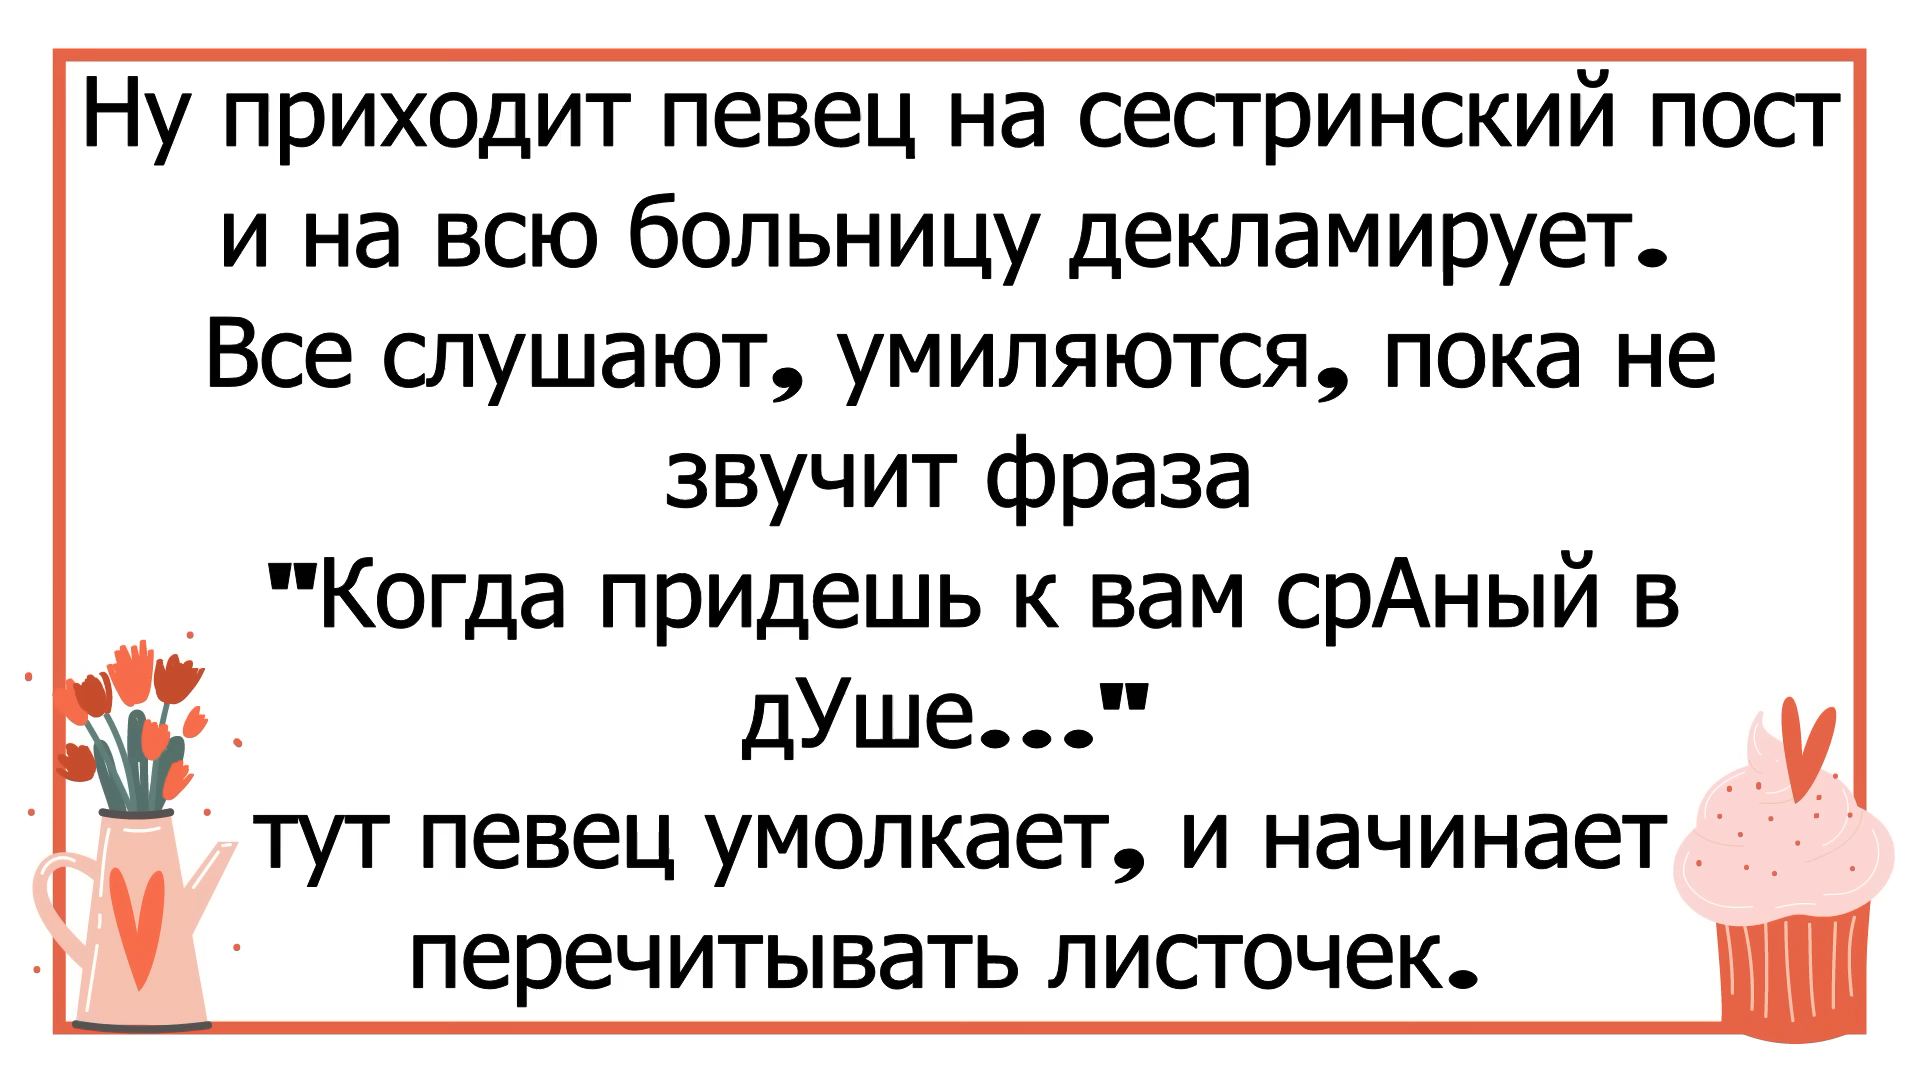 Ну приходит певец на сестринский пост
и на всю больницу декламирует.
Все слушают, умиляются, пока не
звучит фраза
"Когда придешь к вам срАный в
дУше..."
тут певец умолкает, и начинает
перечитывать листочек.